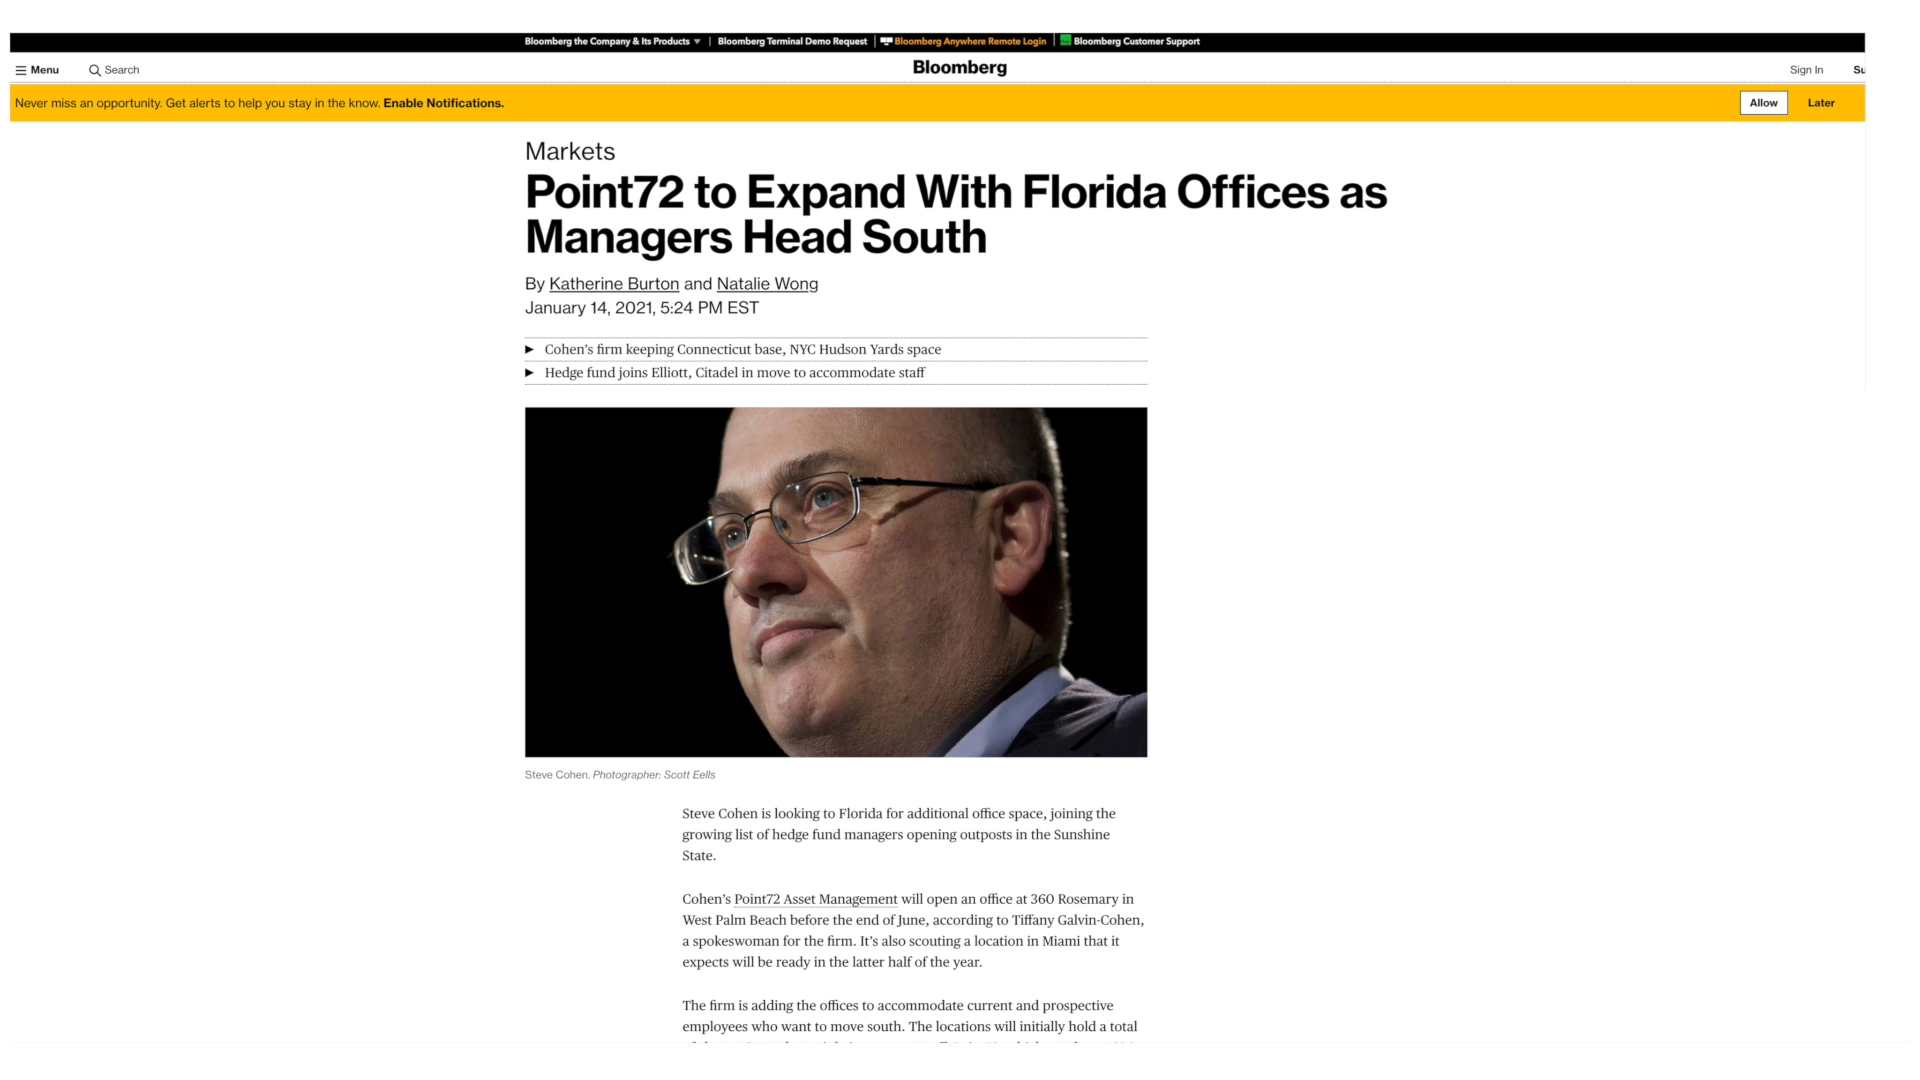 Bloomberg the Company & Its Products ▼ | Bloomberg Terminal Demo Request | Bloomberg Anywhere Remote Login | Bloomberg Customer Support
Menu Search Bloomberg Sign In Su
Never miss an opportunity. Get alerts to help you stay in the know. Enable Notifications. Allow Later
Markets
Point72 to Expand With Florida Offices as
Managers Head South
By Katherine Burton and Natalie Wong
January 14, 2021, 5:24 PM EST
► Cohen’s firm keeping Connecticut base, NYC Hudson Yards space
► Hedge fund joins Elliott, Citadel in move to accommodate staff
Steve Cohen. Photographer: Scott Eells
Steve Cohen is looking to Florida for additional office space, joining the
growing list of hedge fund managers opening outposts in the Sunshine
State.
Cohen’s Point72 Asset Management will open an office at 360 Rosemary in
West Palm Beach before the end of June, according to Tiffany Galvin-Cohen,
a spokeswoman for the firm. It’s also scouting a location in Miami that it
expects will be ready in the latter half of the year.
The firm is adding the offices to accommodate current and prospective
employees who want to move south. The locations will initially hold a total